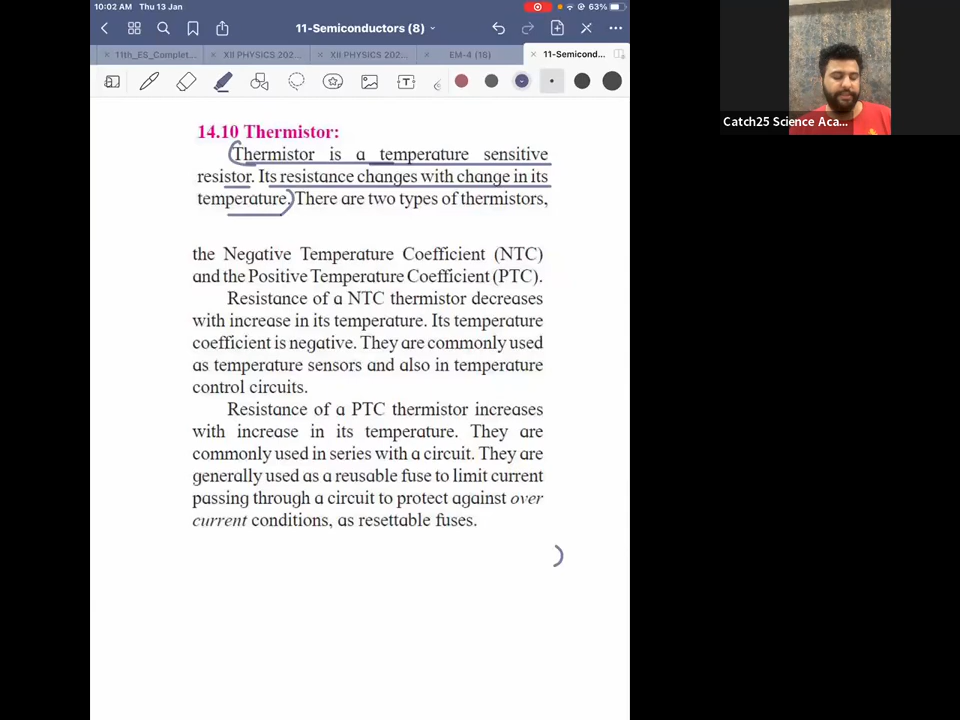 10:02 AM Thu 13 Jan
63%
11-Semiconductors (8)
11th_ES_Complet...
XII PHYSICS 202...
XII PHYSICS 202...
EM-4 (16)
11-Semicond...
14.10 Thermistor:
Thermistor is a temperature sensitive
resistor. Its resistance changes with change in its
temperature. There are two types of thermistors,
the Negative Temperature Coefficient (NTC)
and the Positive Temperature Coefficient (PTC).
Resistance of a NTC thermistor decreases
with increase in its temperature. Its temperature
coefficient is negative. They are commonly used
as temperature sensors and also in temperature
control circuits.
Resistance of a PTC thermistor increases
with increase in its temperature. They are
commonly used in series with a circuit. They are
generally used as a reusable fuse to limit current
passing through a circuit to protect against over
current conditions, as resettable fuses.
Catch25 Science Aca...